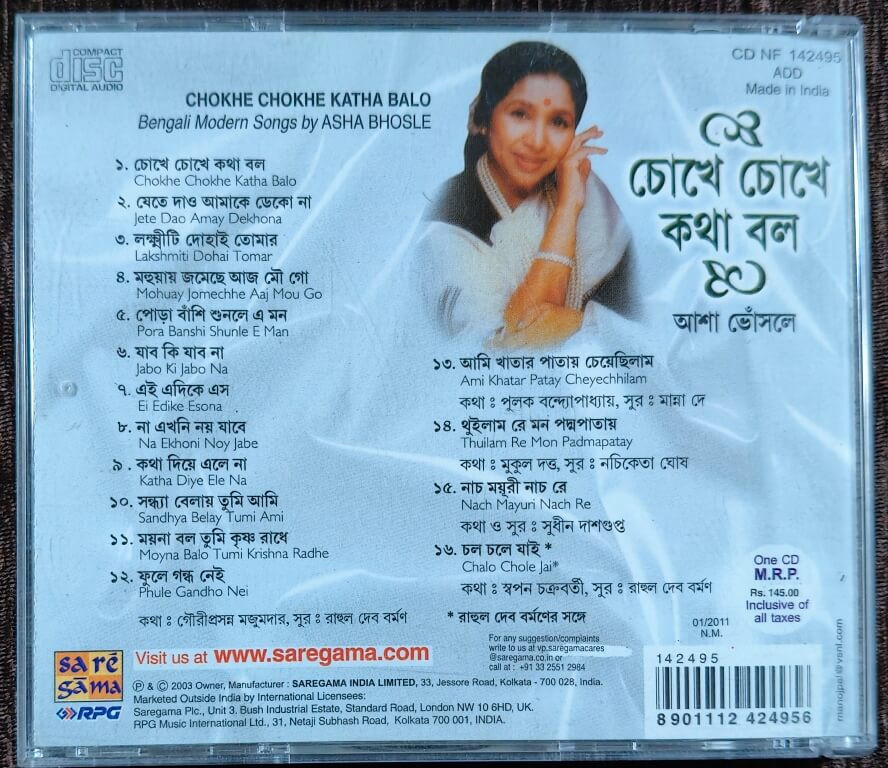 COMPACT
disc
DIGITAL AUDIO
CD NF 142495
ADD
Made in India
CHOKHE CHOKHE KATHA BALO
Bengali Modern Songs by ASHA BHOSLE
চোখে চোখে
কথা বল
আশা ভোঁসলে
১. চোখে চোখে কথা বল
Chokhe Chokhe Katha Balo
২. যেতে দাও আমাকে ডেকো না
Jete Dao Amay Dekhona
৩. লক্ষ্মীটি দোহাই তোমার
Lakshmiti Dohai Tomar
৪. মহুয়ায় জমেছে আজ মৌ গো
Mohuay Jomechhe Aaj Mou Go
৫. পোড়া বাঁশি শুনলে এ মন
Pora Banshi Shunle E Man
৬. যাব কি যাব না
Jabo Ki Jabo Na
৭. এই এদিকে এস
Ei Edike Esona
৮. না এখনি নয় যাবে
Na Ekhoni Noy Jabe
৯. কথা দিয়ে এলে না
Katha Diye Ele Na
১০. সন্ধ্যা বেলায় তুমি আমি
Sandhya Belay Tumi Ami
১১. ময়না বল তুমি কৃষ্ণ রাধে
Moyna Balo Tumi Krishna Radhe
১২. ফুলে গন্ধ নেই
Phule Gandho Nei
কথা ঃ গৌরীপ্রসন্ন মজুমদার, সুর ঃ রাহুল দেব বর্মণ
১৩. আমি খাতার পাতায় চেয়েছিলাম
Ami Khatar Patay Cheyechhilam
কথা ঃ পুলক বন্দ্যোপাধ্যায়, সুর ঃ মান্না দে
১৪. থুইলাম রে মন পদ্মপাতায়
Thuilam Re Mon Padmapatay
কথা ঃ মুকুল দত্ত, সুর ঃ নচিকেতা ঘোষ
১৫. নাচ ময়ূরী নাচ রে
Nach Mayuri Nach Re
কথা ও সুর ঃ সুধীন দাশগুপ্ত
১৬. চল চলে যাই *
Chalo Chole Jai*
কথা ঃ স্বপন চক্রবর্তী, সুর ঃ রাহুল দেব বর্মণ
* রাহুল দেব বর্মণের সঙ্গে
One CD
M.R.P.
Rs. 145.00
Inclusive of
all taxes
01/2011
N.M.
sa re
gama
RPG
Visit us at www.saregama.com
For any suggestion/complaints
write to us at vp.saregamacares
@saregama.co.in or
call at : +91 33 2551 2984
℗ & © 2003 Owner, Manufacturer : SAREGAMA INDIA LIMITED, 33, Jessore Road, Kolkata - 700 028, India.
Marketed Outside India by International Licensees:
Saregama Plc., Unit 3. Bush Industrial Estate, Standard Road, London NW 10 6HD, UK.
RPG Music International Ltd., 31, Netaji Subhash Road, Kolkata 700 001, INDIA.
142495
8901112 424956
manojpal@vsnl.com